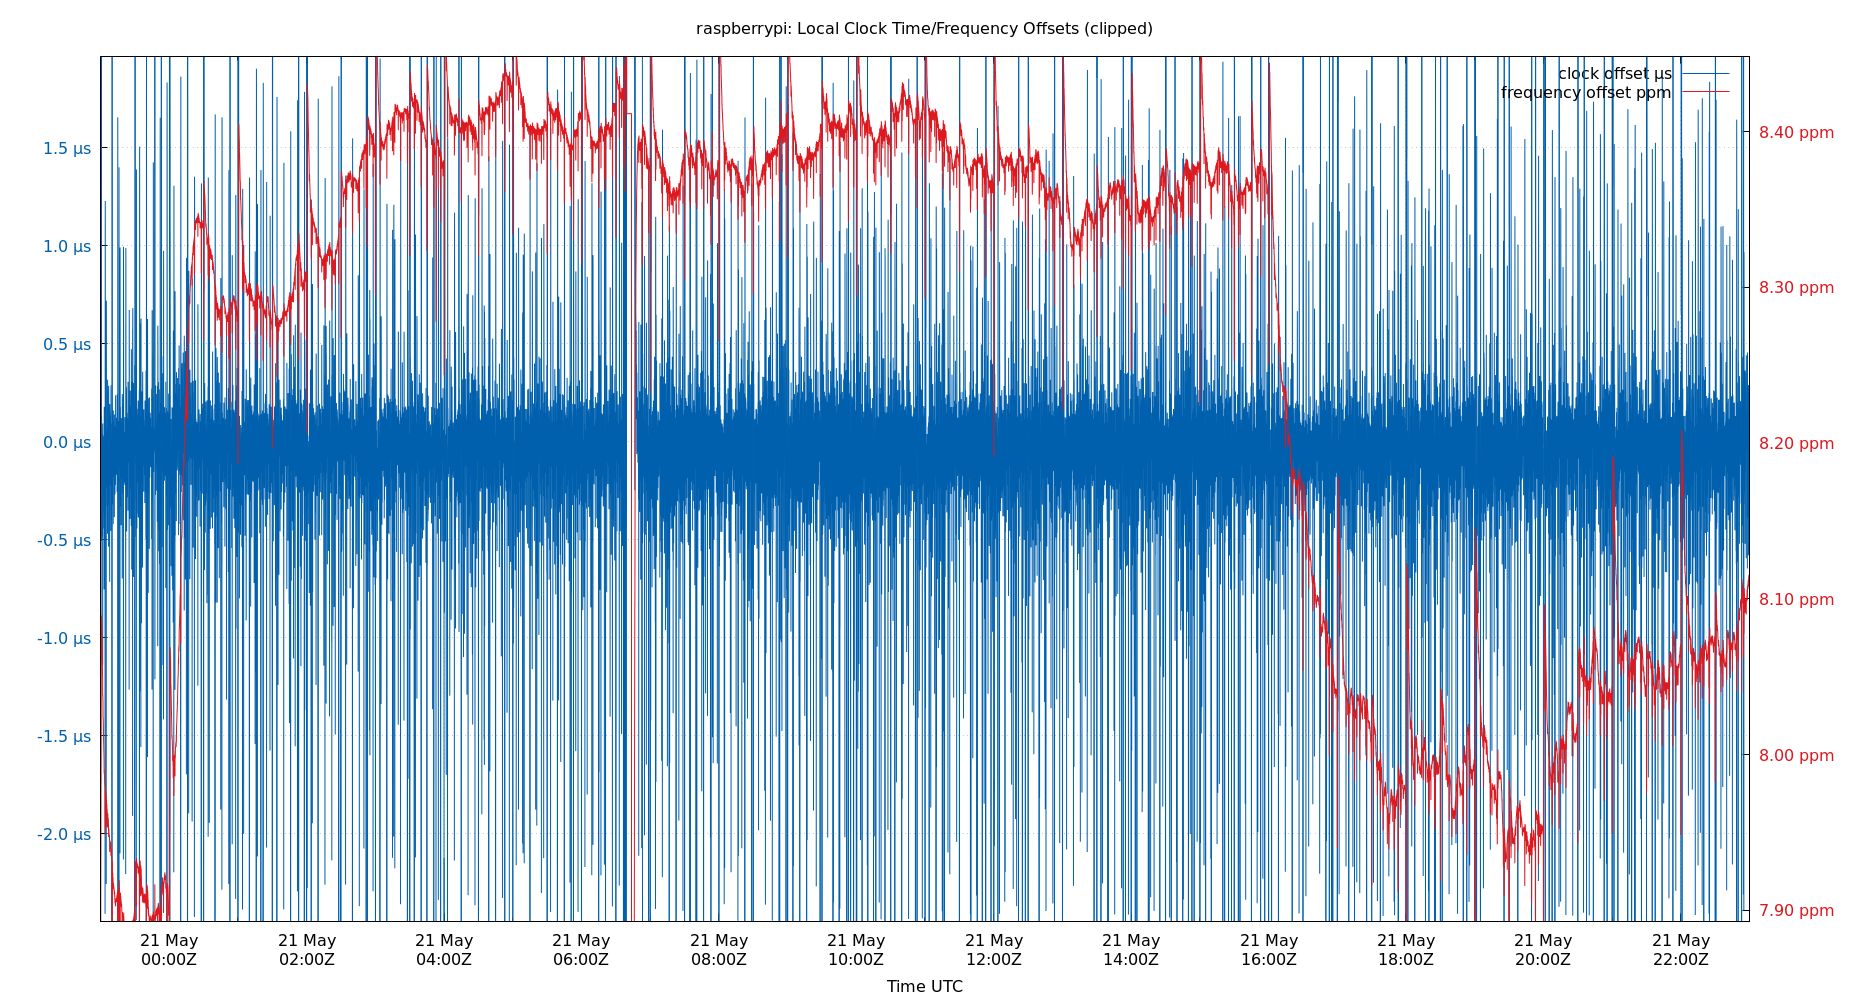 raspberrypi: Local Clock Time/Frequency Offsets (clipped)
clock offset µs
frequency offset ppm
1.5 µs
1.0 µs
0.5 µs
0.0 µs
-0.5 µs
-1.0 µs
-1.5 µs
-2.0 µs
8.40 ppm
8.30 ppm
8.20 ppm
8.10 ppm
8.00 ppm
7.90 ppm
21 May 21 May 21 May 21 May 21 May 21 May 21 May 21 May 21 May 21 May 21 May 21 May
00:00Z 02:00Z 04:00Z 06:00Z 08:00Z 10:00Z 12:00Z 14:00Z 16:00Z 18:00Z 20:00Z 22:00Z
Time UTC